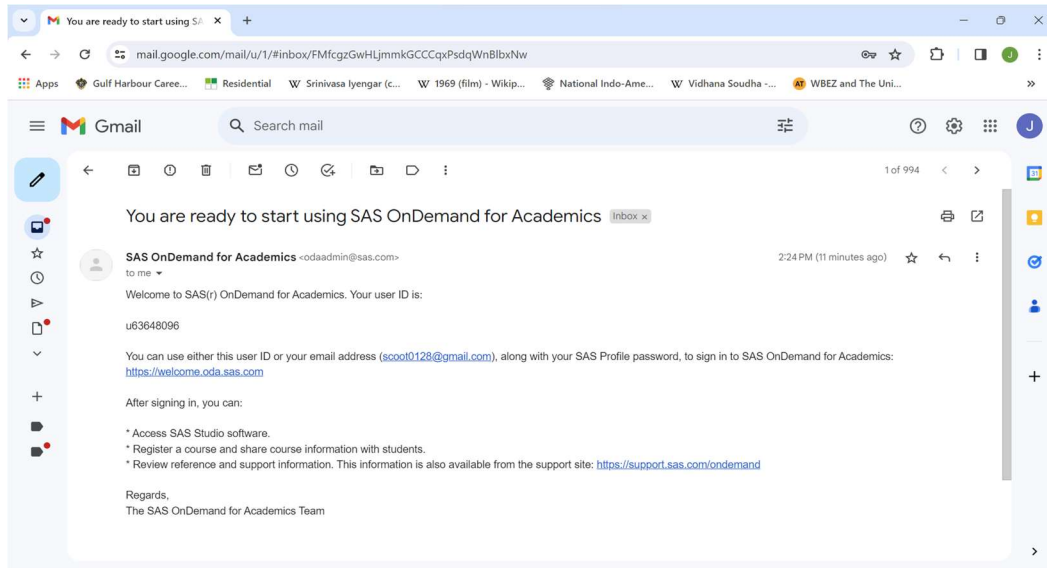 You are ready to start using SA
mail.google.com/mail/u/1/#inbox/FMfcgzGwHLjmmkGCCCqxPsdqWnBlbxNw
J
Apps Gulf Harbour Caree... Residential Srinivasa Iyengar (c... 1969 (film) - Wikip... National Indo-Ame... Vidhana Soudha -... AT WBEZ and The Uni... »
Gmail Search mail J
1 of 994
31
You are ready to start using SAS OnDemand for Academics Inbox x
SAS OnDemand for Academics <odaadmin@sas.com> 2:24 PM (11 minutes ago)
to me
Welcome to SAS(r) OnDemand for Academics. Your user ID is:
u63648096
You can use either this user ID or your email address (scoot0128@gmail.com), along with your SAS Profile password, to sign in to SAS OnDemand for Academics:
https://welcome.oda.sas.com
After signing in, you can:
* Access SAS Studio software.
* Register a course and share course information with students.
* Review reference and support information. This information is also available from the support site: https://support.sas.com/ondemand
Regards,
The SAS OnDemand for Academics Team